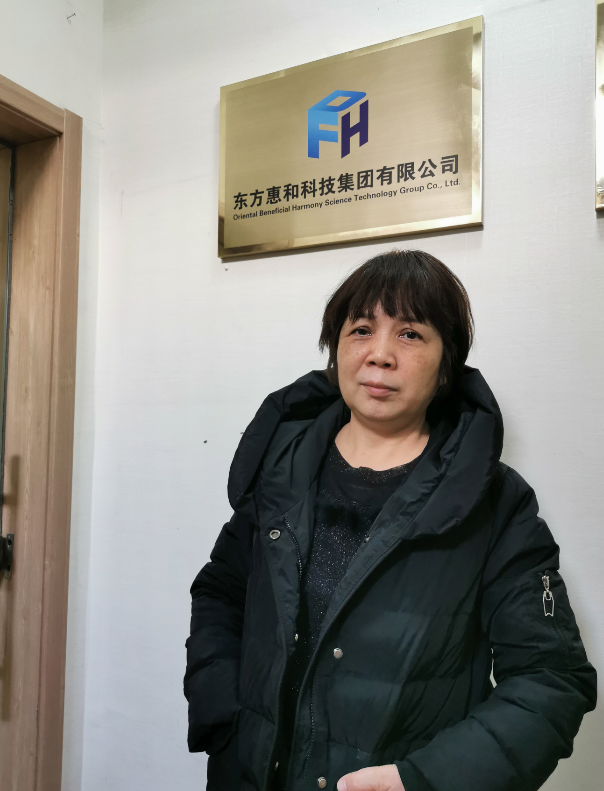 FH
东方惠和科技集团有限公司
Oriental Beneficial Harmony Science Technology Group Co., Ltd.